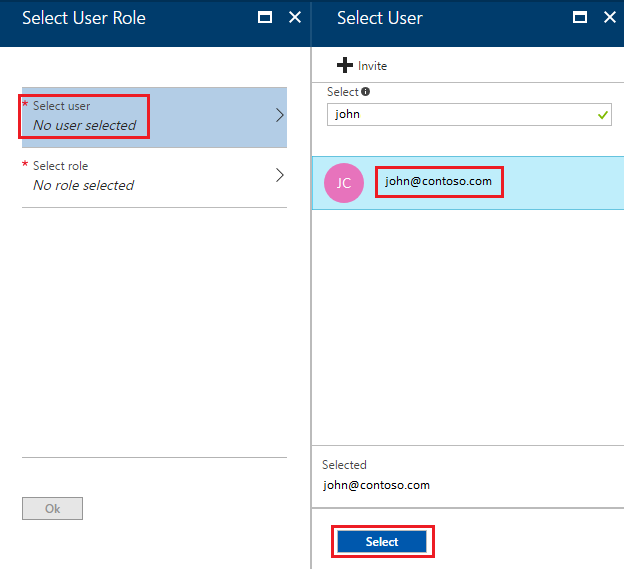 Select User Role
* Select user
No user selected
* Select role
No role selected
Ok
Select User
Invite
Select
john
JC
john@contoso.com
Selected
john@contoso.com
Select